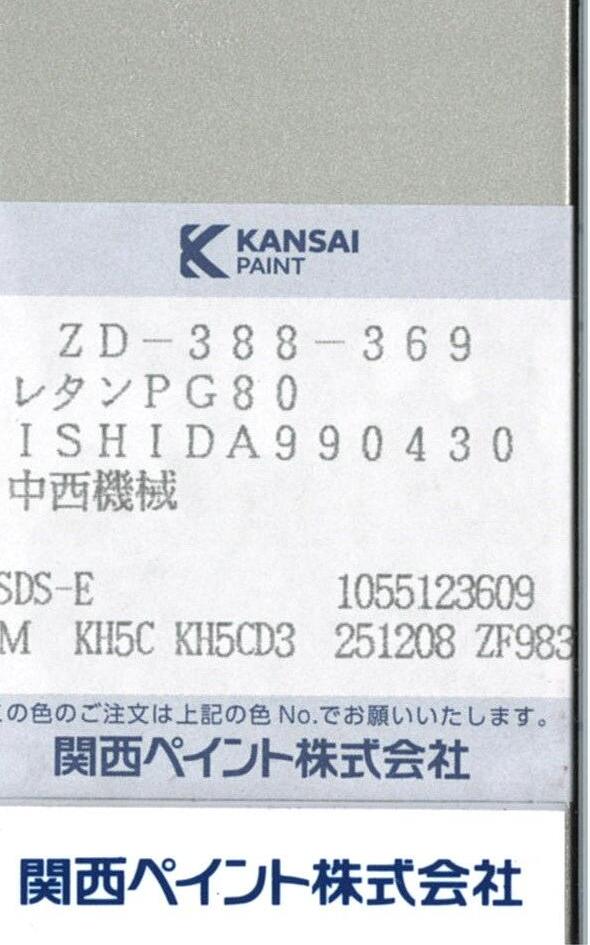 KANSAI
PAINT
ZD-388-369
レタンPG80
ISHIDA990430
中西機械
SDS-E 1055123609
M KH5C KH5CD3 251208 ZF983
の色のご注文は上記の色 No.でお願いいたします。
関西ペイント株式会社
関西ペイント株式会社